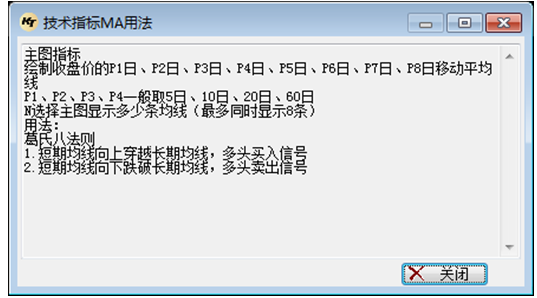 KT 技术指标MA用法
主图指标
绘制收盘价的P1日、P2日、P3日、P4日、P5日、P6日、P7日、P8日移动平均
线
P1、P2、P3、P4一般取5日、10日、20日、60日
N选择主图显示多少条均线（最多同时显示8条）
用法：
葛氏八法则
1.短期均线向上穿越长期均线，多头买入信号
2.短期均线向下跌破长期均线，多头卖出信号
关闭